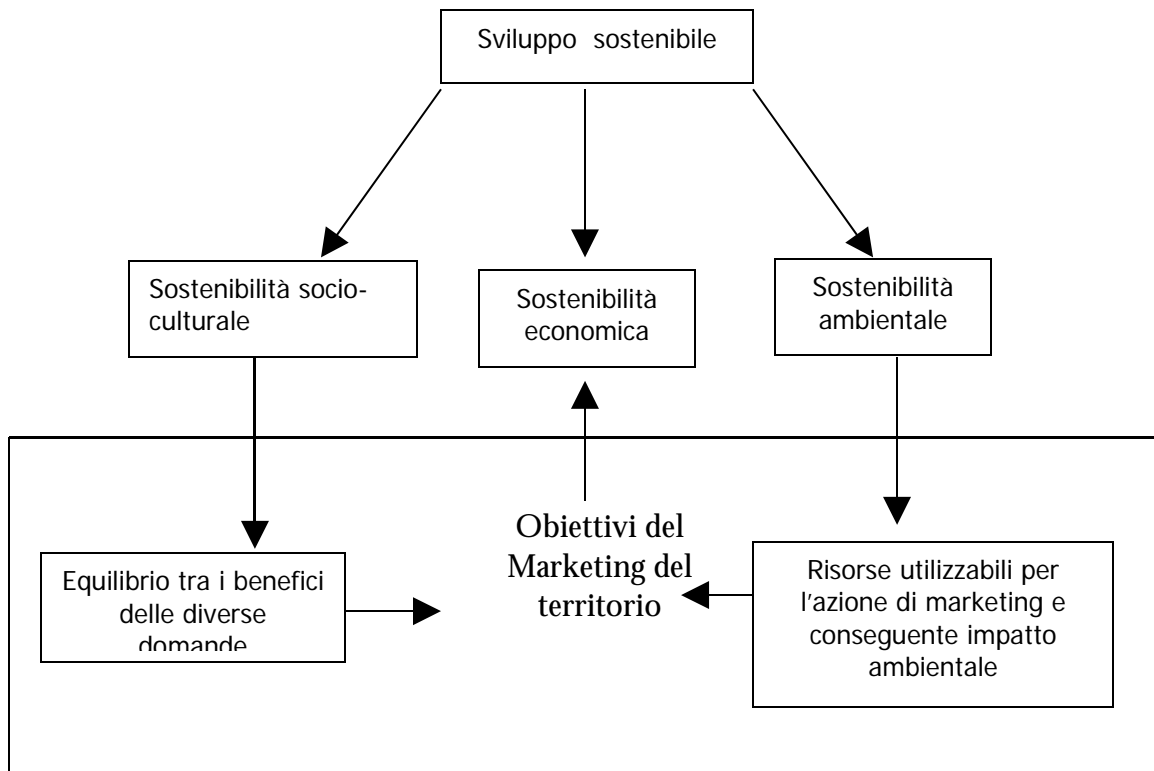 Sviluppo sostenibile
Sostenibilità socio-
culturale
Sostenibilità
economica
Sostenibilità
ambientale
Obiettivi del
Marketing del
territorio
Equilibrio tra i benefici
delle diverse
domande
Risorse utilizzabili per
l'azione di marketing e
conseguente impatto
ambientale